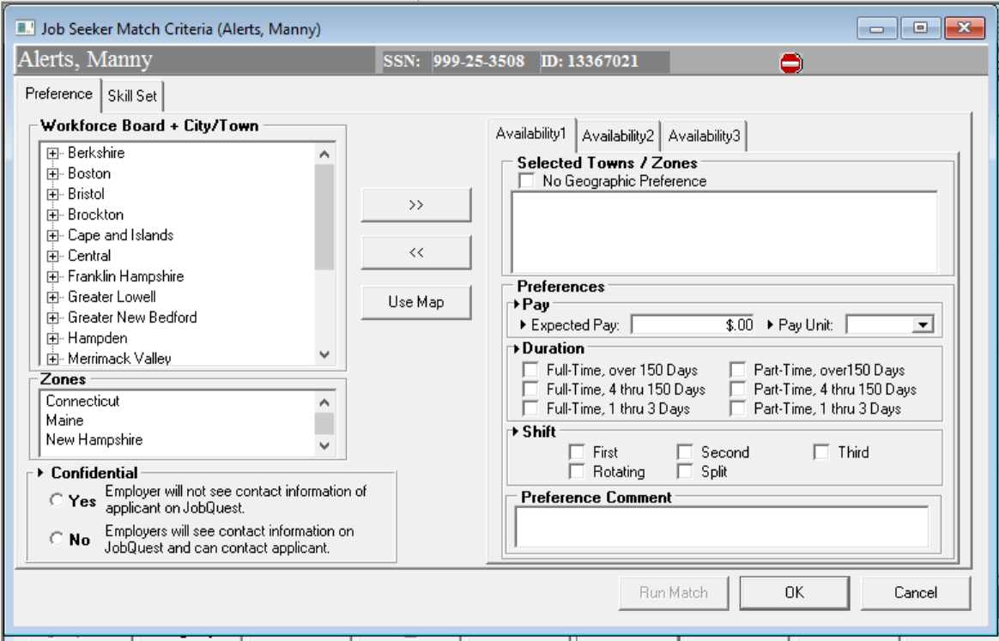 Job Seeker Match Criteria (Alerts, Manny)
Alerts, Manny SSN: 999-25-3508 ID: 13367021
Preference Skill Set
Workforce Board + City/Town
Berkshire
Boston
Bristol
Brockton
Cape and Islands
Central
Franklin Hampshire
Greater Lowell
Greater New Bedford
Hampden
Merrimack Valley
Zones
Connecticut
Maine
New Hampshire
Confidential
Yes Employer will not see contact information of
applicant on JobQuest.
No Employers will see contact information on
JobQuest and can contact applicant.
>>
<<
Use Map
Availability1 Availability2 Availability3
Selected Towns / Zones
No Geographic Preference
Preferences
Pay
Expected Pay: $.00 Pay Unit:
Duration
Full-Time, over 150 Days Part-Time, over150 Days
Full-Time, 4 thru 150 Days Part-Time, 4 thru 150 Days
Full-Time, 1 thru 3 Days Part-Time, 1 thru 3 Days
Shift
First Second Third
Rotating Split
Preference Comment
Run Match OK Cancel